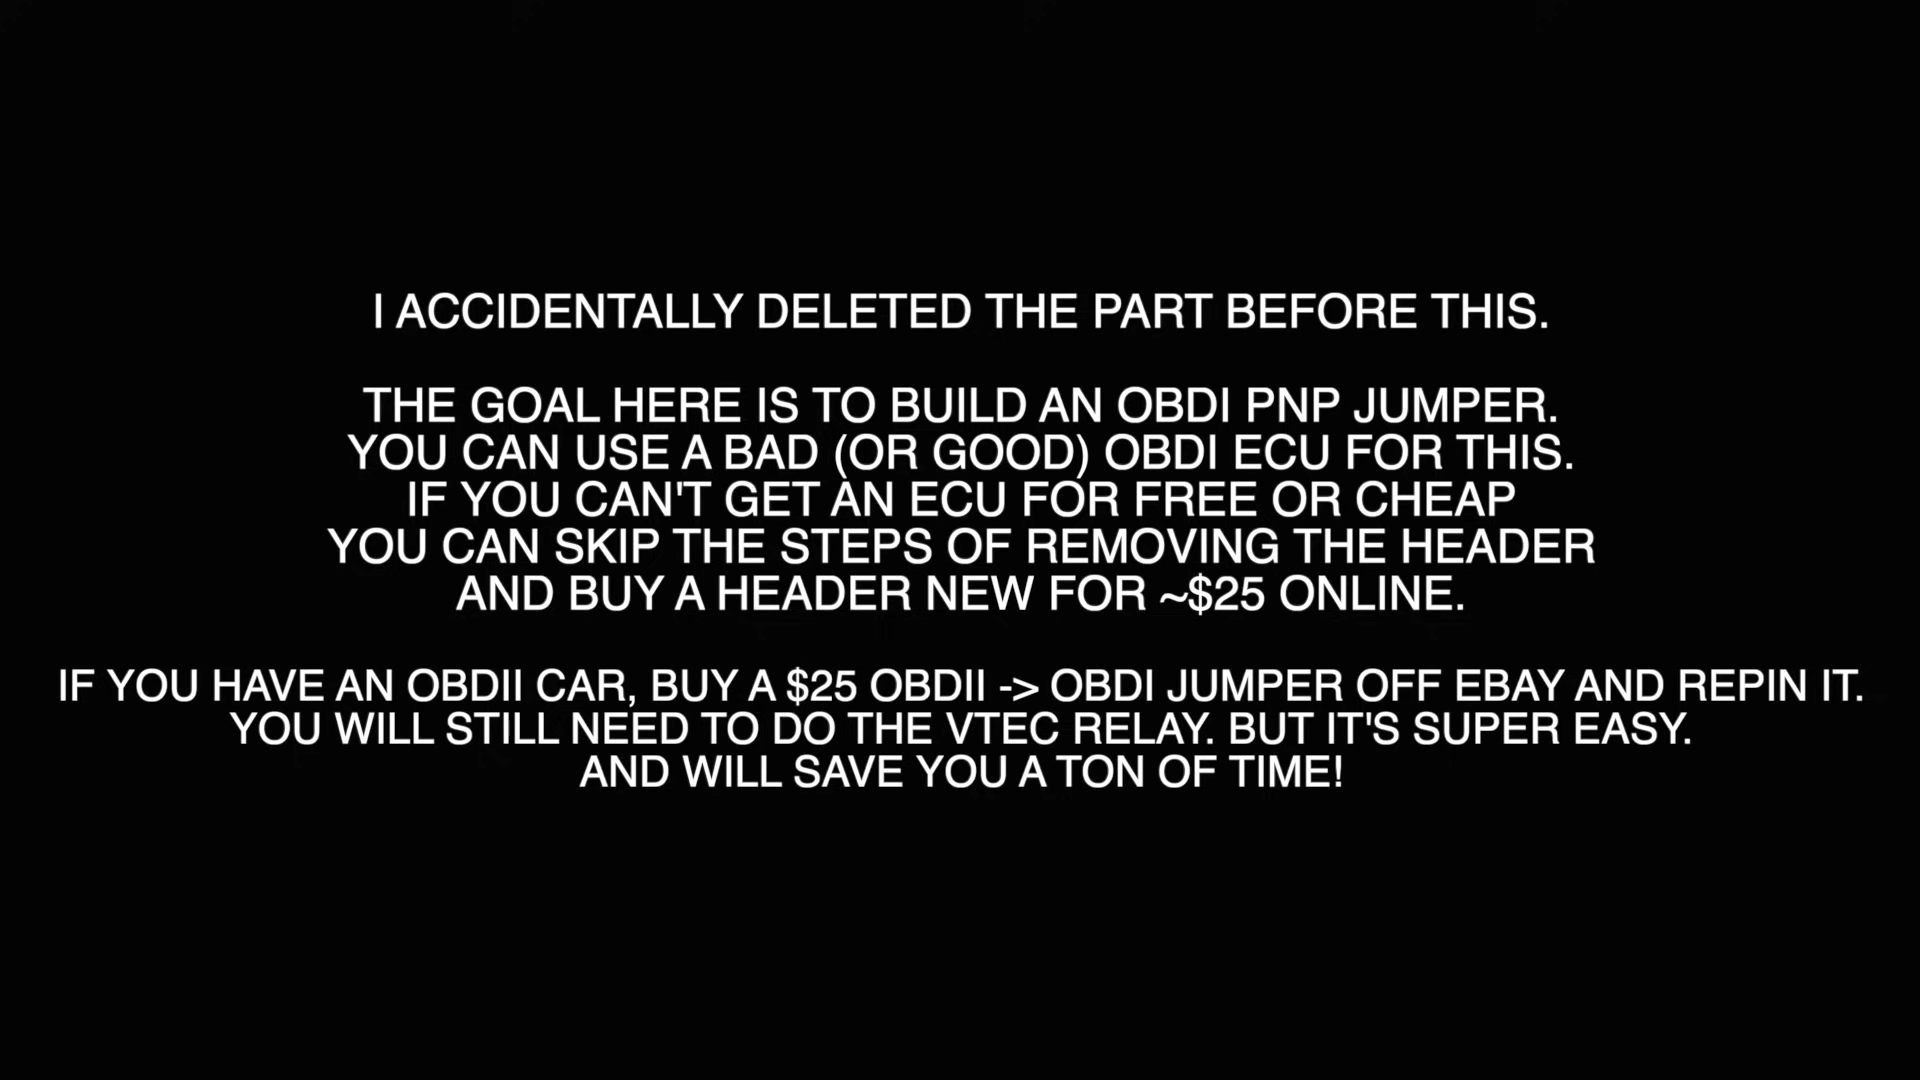 I ACCIDENTALLY DELETED THE PART BEFORE THIS.
THE GOAL HERE IS TO BUILD AN OBDI PNP JUMPER.
YOU CAN USE A BAD (OR GOOD) OBDI ECU FOR THIS.
IF YOU CAN'T GET AN ECU FOR FREE OR CHEAP
YOU CAN SKIP THE STEPS OF REMOVING THE HEADER
AND BUY A HEADER NEW FOR ~$25 ONLINE.
IF YOU HAVE AN OBDII CAR, BUY A $25 OBDII -> OBDI JUMPER OFF EBAY AND REPIN IT.
YOU WILL STILL NEED TO DO THE VTEC RELAY. BUT IT'S SUPER EASY.
AND WILL SAVE YOU A TON OF TIME!